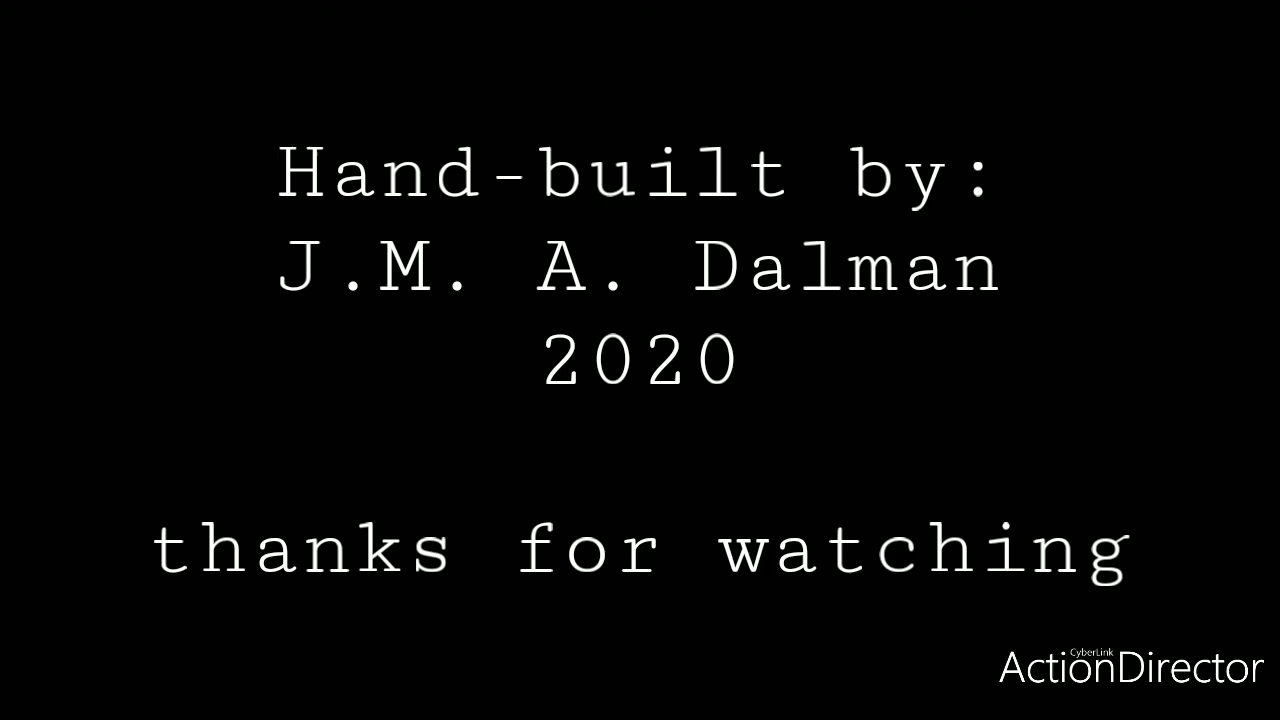 Hand-built by:
J.M. A. Dalman
2020
thanks for watching
CyberLink
ActionDirector